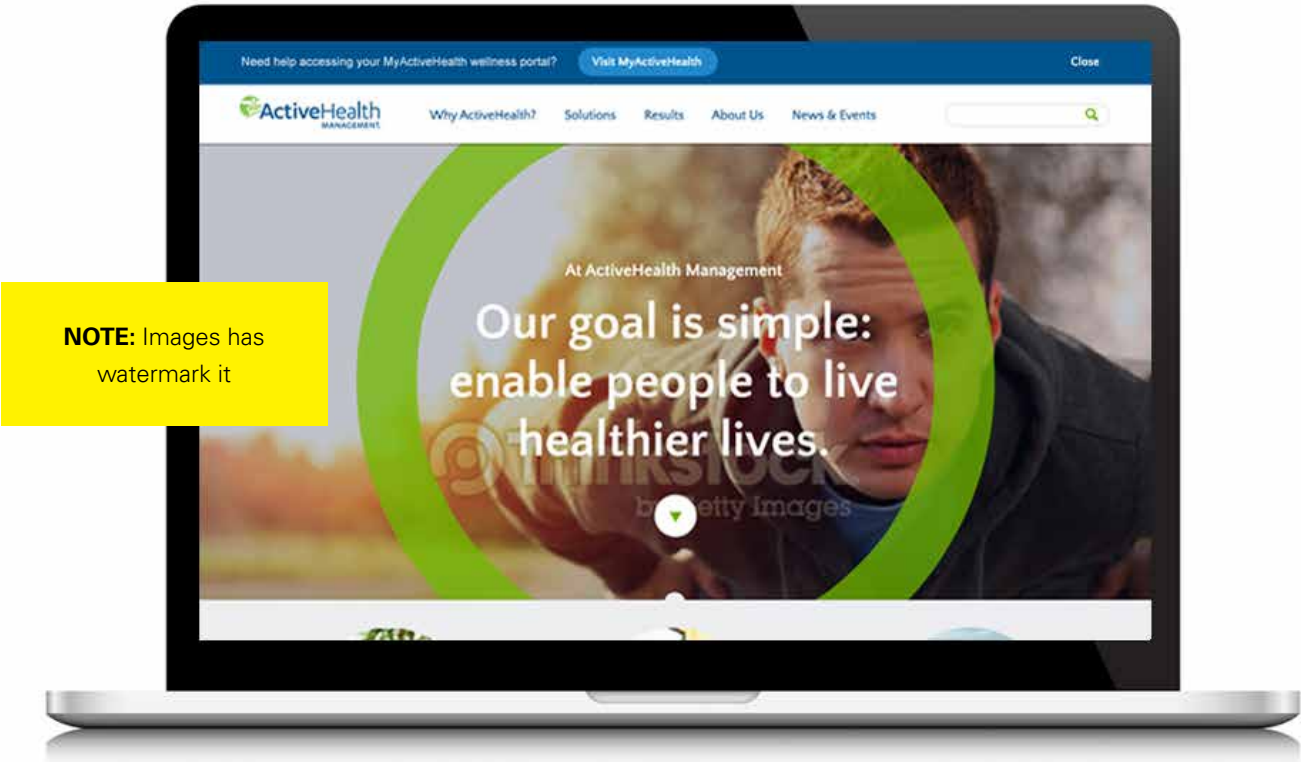 Need help accessing your MyActiveHealth wellness portal? Visit MyActiveHealth Close
ActiveHealth
MANAGEMENT
Why ActiveHealth? Solutions Results About Us News & Events
At ActiveHealth Management
Our goal is simple:
enable people to live
healthier lives.
Thinkstock
by Getty Images
NOTE: Images has
watermark it